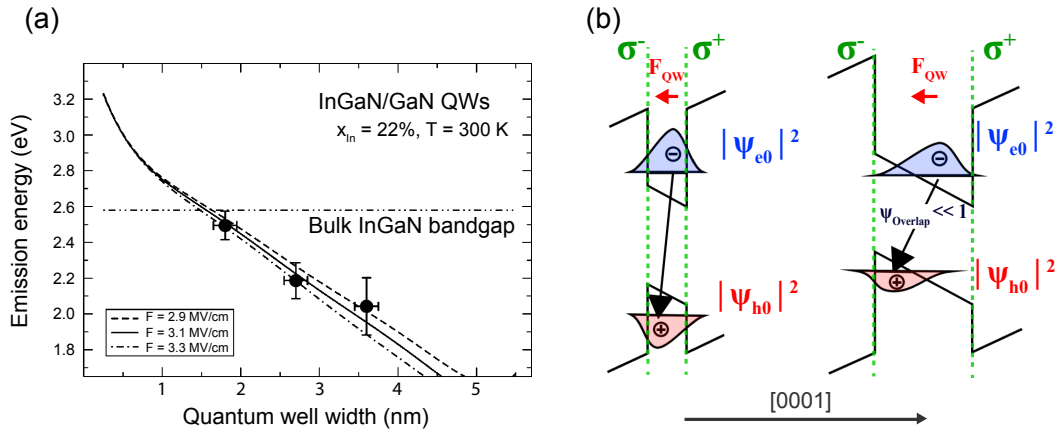 (a)
Emission energy (eV)
3.2
3.0
2.8
2.6
2.4
2.2
2.0
1.8
InGaN/GaN QWs
x_In = 22%, T = 300 K
Bulk InGaN bandgap
F = 2.9 MV/cm
F = 3.1 MV/cm
F = 3.3 MV/cm
1 2 3 4 5
Quantum well width (nm)
(b)
σ⁻ σ⁺
F_QW
|ψ_e0|²
⊖
|ψ_h0|²
⊕
σ⁻ σ⁺
F_QW
|ψ_e0|²
⊖
ψ_Overlap << 1
|ψ_h0|²
⊕
[0001]